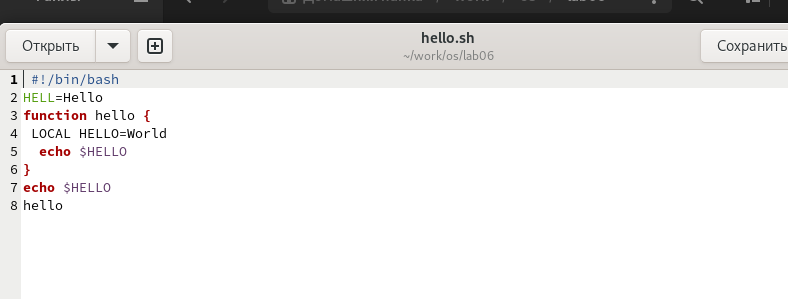 Открыть
hello.sh
~/work/os/lab06
Сохранить
1 #!/bin/bash
2 HELL=Hello
3 function hello {
4 LOCAL HELLO=World
5 echo $HELLO
6 }
7 echo $HELLO
8 hello